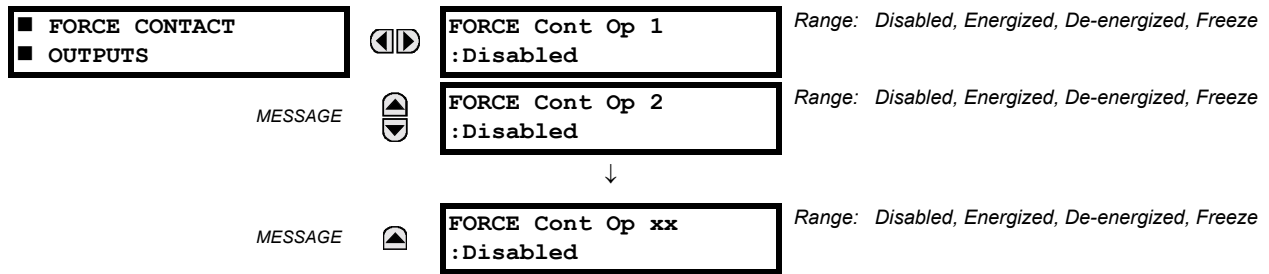 ■ FORCE CONTACT
■ OUTPUTS
FORCE Cont Op 1
:Disabled
Range: Disabled, Energized, De-energized, Freeze
MESSAGE
FORCE Cont Op 2
:Disabled
Range: Disabled, Energized, De-energized, Freeze
↓
MESSAGE
FORCE Cont Op xx
:Disabled
Range: Disabled, Energized, De-energized, Freeze